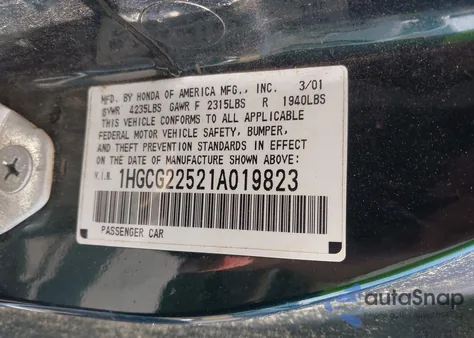 MFD. BY HONDA OF AMERICA MFG., INC. 3/01
GVWR 4235LBS GAWR F 2315LBS R 1940LBS
THIS VEHICLE CONFORMS TO ALL APPLICABLE
FEDERAL MOTOR VEHICLE SAFETY, BUMPER,
AND THEFT PREVENTION STANDARDS IN EFFECT
ON THE DATE OF MANUFACTURE SHOWN ABOVE:
V.I.N. 1HGCG22521A019823
PASSENGER CAR
autoSnap